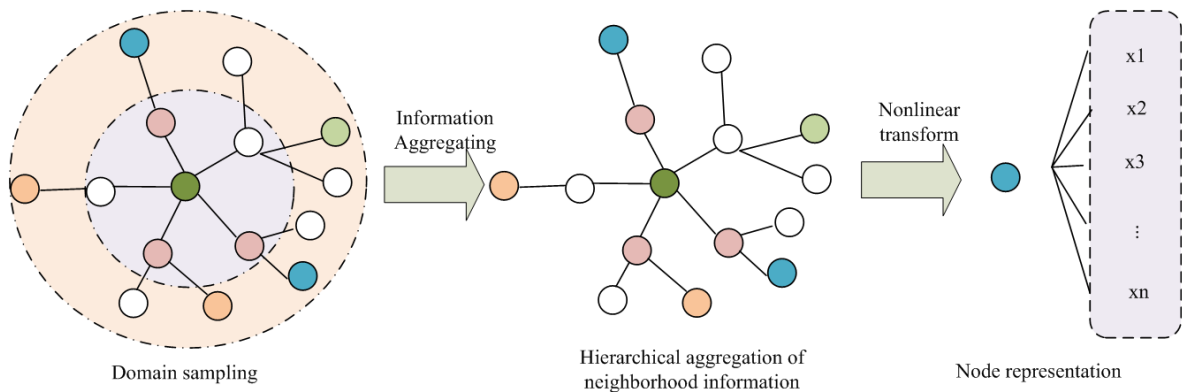 Information
Aggregating
Nonlinear
transform
x1
x2
x3
...
xn
Domain sampling
Hierarchical aggregation of
neighborhood information
Node representation